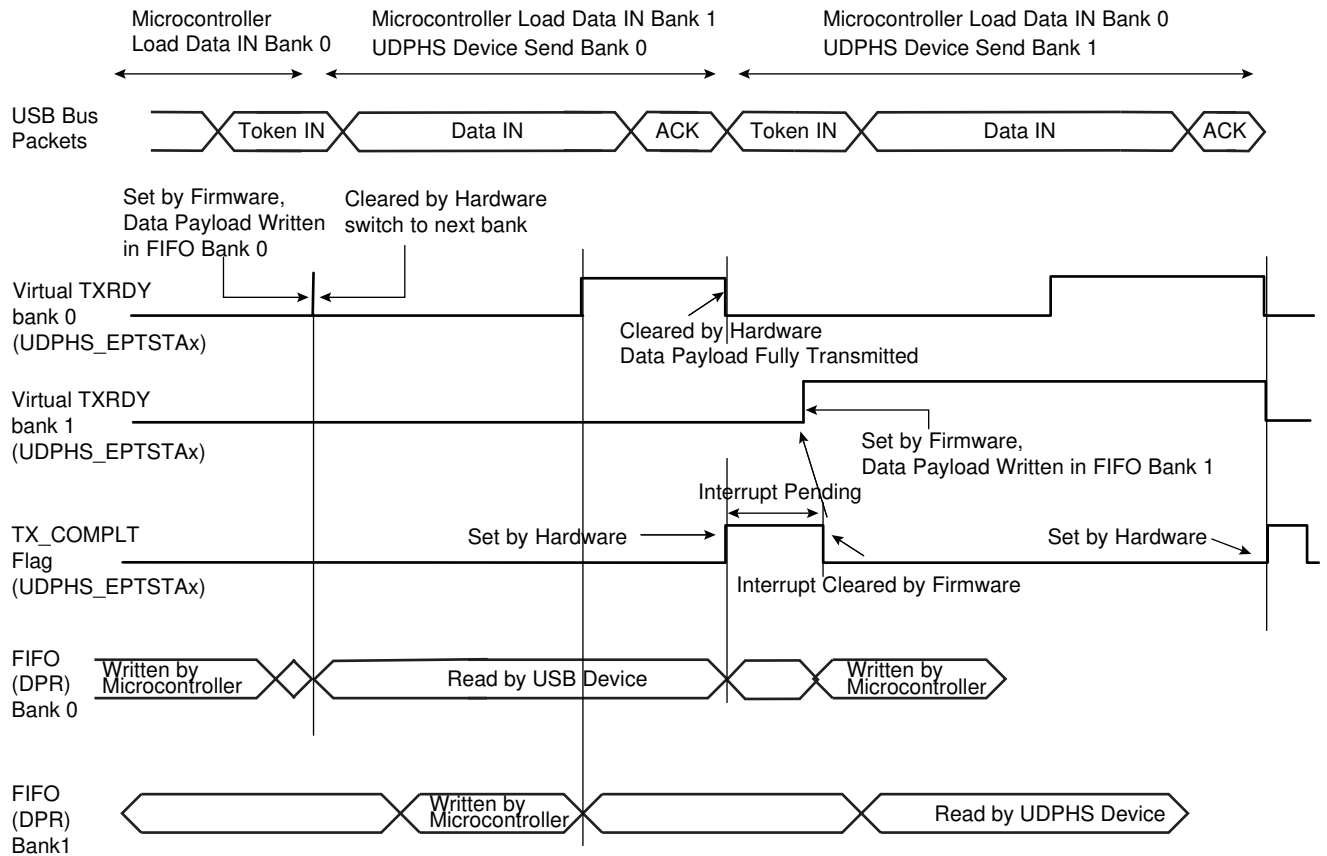 Microcontroller
Load Data IN Bank 0
Microcontroller Load Data IN Bank 1
UDPHS Device Send Bank 0
Microcontroller Load Data IN Bank 0
UDPHS Device Send Bank 1
USB Bus
Packets
Token IN
Data IN
ACK
Token IN
Data IN
ACK
Set by Firmware,
Data Payload Written
in FIFO Bank 0
Cleared by Hardware
switch to next bank
Virtual TXRDY
bank 0
(UDPHS_EPTSTAx)
Cleared by Hardware
Data Payload Fully Transmitted
Virtual TXRDY
bank 1
(UDPHS_EPTSTAx)
Set by Firmware,
Data Payload Written in FIFO Bank 1
Interrupt Pending
TX_COMPLT
Flag
(UDPHS_EPTSTAx)
Set by Hardware
Set by Hardware
Interrupt Cleared by Firmware
FIFO
(DPR)
Bank 0
Written by
Microcontroller
Read by USB Device
Written by
Microcontroller
FIFO
(DPR)
Bank1
Written by
Microcontroller
Read by UDPHS Device